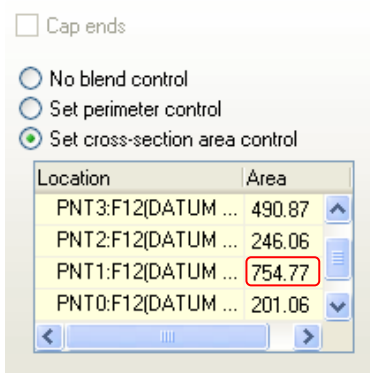 Cap ends
No blend control
Set perimeter control
Set cross-section area control
Location Area
PNT3:F12(DATUM ... 490.87
PNT2:F12(DATUM ... 246.06
PNT1:F12(DATUM ... 754.77
PNT0:F12(DATUM ... 201.06